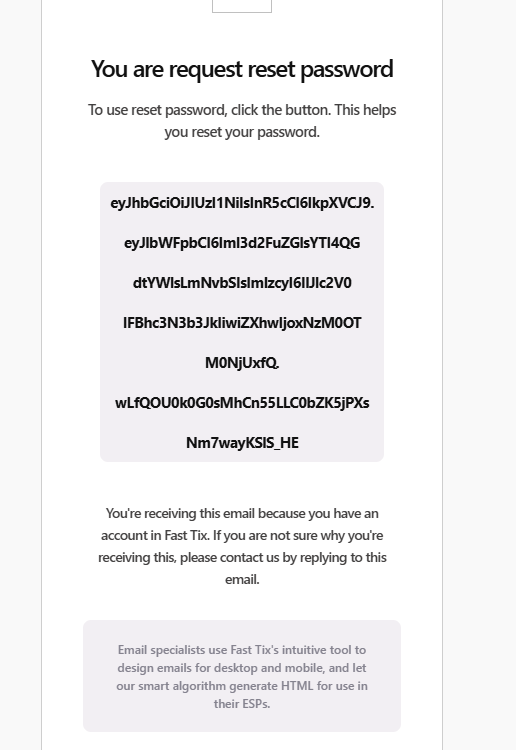 You are request reset password
To use reset password, click the button. This helps
you reset your password.
eyJhbGciOiJIUzI1NiIsInR5cCI6IkpXVCJ9.
eyJlbWFpbCI6Iml3d2FuZGlsYTI4QG
dtYWlsLmNvbSIsImlzcyI6IlJlc2V0
IFBhc3N3b3JkIiwiZXhwIjoxNzM0OT
M0NjUxfQ.
wLfQOU0k0G0sMhCn55LLC0bZK5jPXs
Nm7wayKSIS_HE
You're receiving this email because you have an
account in Fast Tix. If you are not sure why you're
receiving this, please contact us by replying to this
email.
Email specialists use Fast Tix's intuitive tool to
design emails for desktop and mobile, and let
our smart algorithm generate HTML for use in
their ESPs.